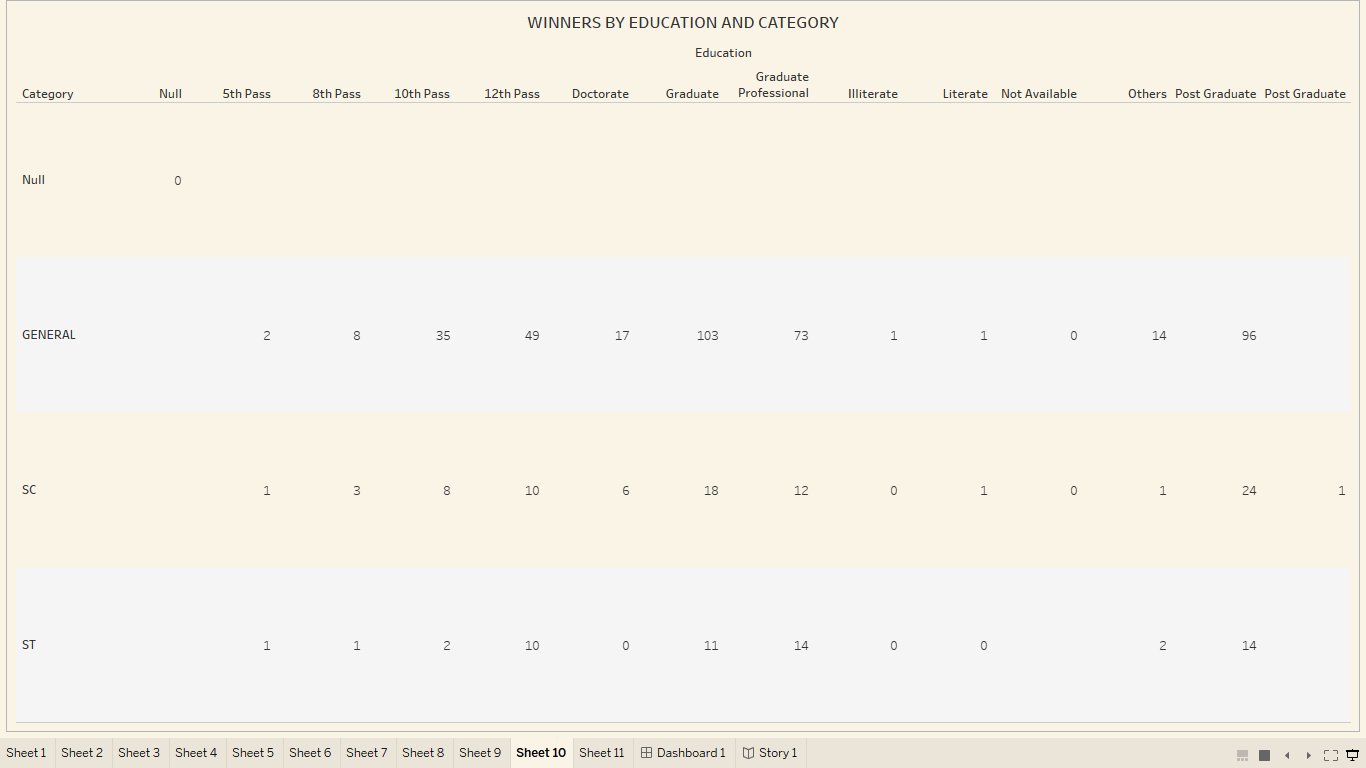 WINNERS BY EDUCATION AND CATEGORY
Education
Category Null 5th Pass 8th Pass 10th Pass 12th Pass Doctorate Graduate Graduate Professional Illiterate Literate Not Available Others Post Graduate Post Graduate
Null 0
GENERAL 2 8 35 49 17 103 73 1 1 0 14 96
SC 1 3 8 10 6 18 12 0 1 0 1 24 1
ST 1 1 2 10 0 11 14 0 0 2 14
Sheet 1 Sheet 2 Sheet 3 Sheet 4 Sheet 5 Sheet 6 Sheet 7 Sheet 8 Sheet 9 Sheet 10 Sheet 11 Dashboard 1 Story 1